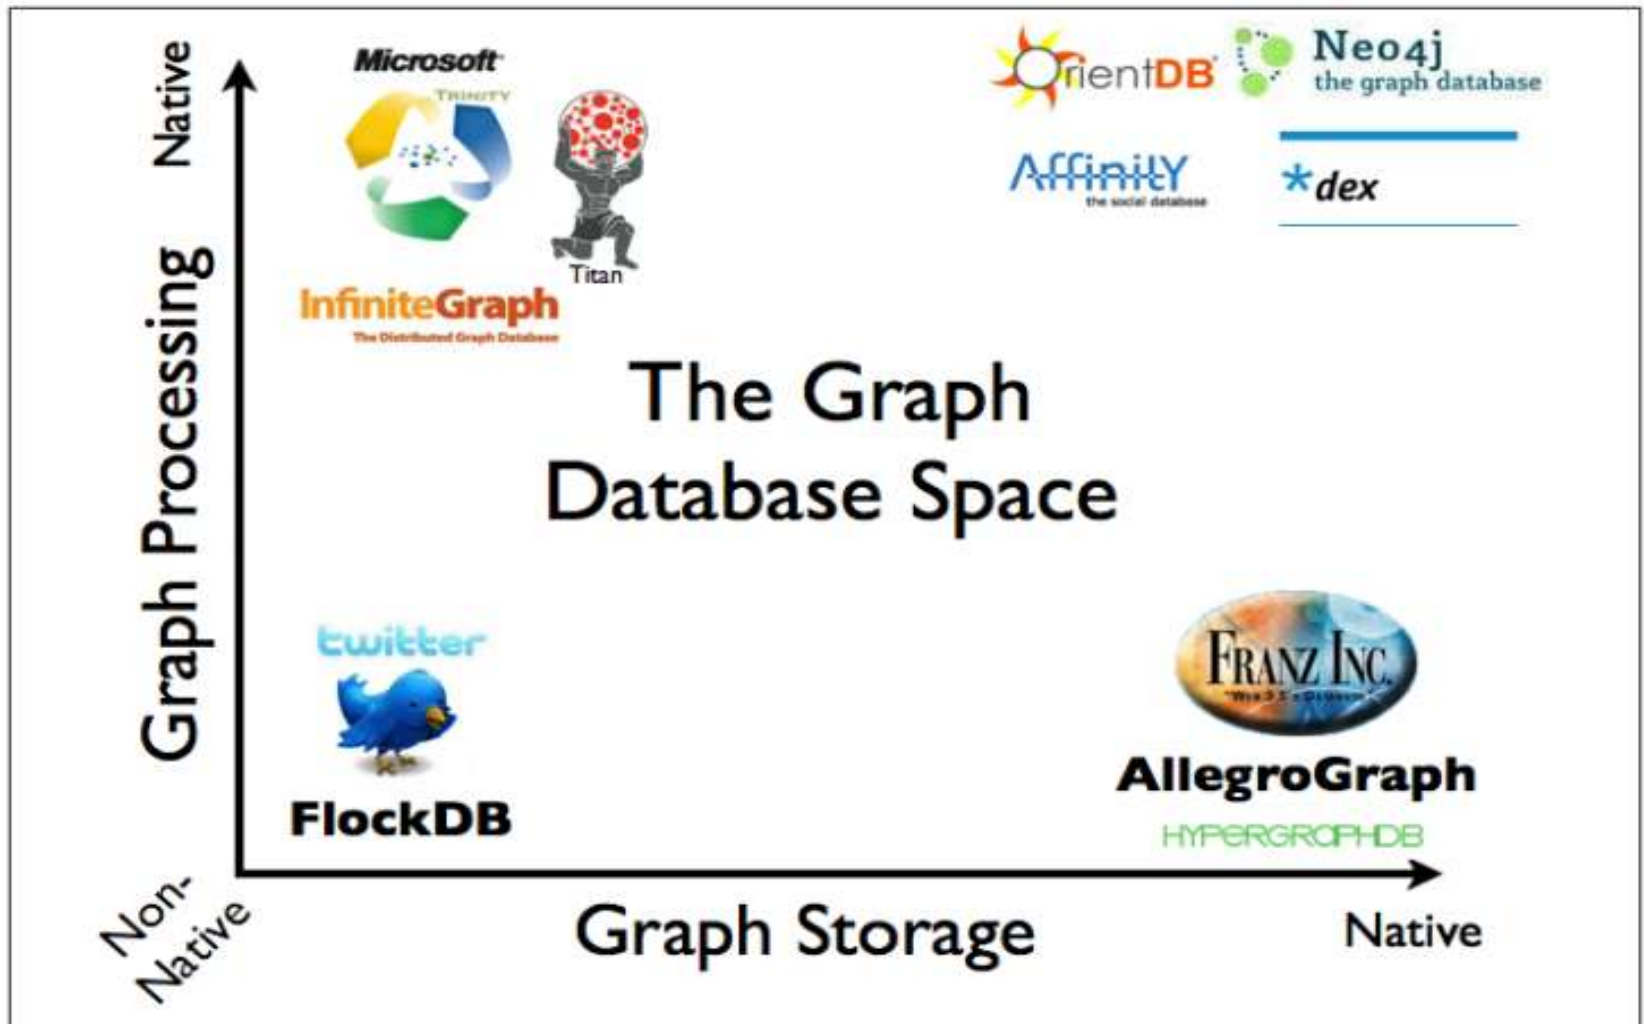 Native
Graph Processing
Microsoft
TRINITY
Titan
InfiniteGraph
The Distributed Graph Database
OrientDB
Neo4j
the graph database
Affinity
the social database
*dex
The Graph
Database Space
twitter
FlockDB
FRANZ INC.
AllegroGraph
HYPERGRAPHDB
Non-
Native
Graph Storage
Native